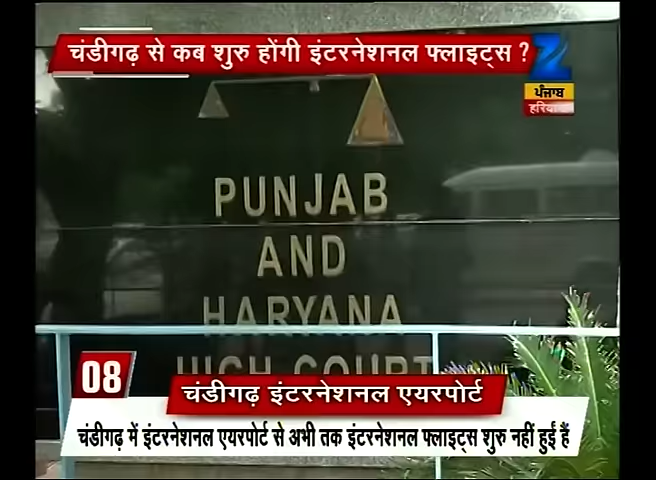 चंडीगढ़ से कब शुरु होंगी इंटरनेशनल फ्लाइट्स ?
Z
ਪੰਜਾਬ
हरियाणा
PUNJAB
AND
HARYANA
HIGH COURT
08
चंडीगढ़ इंटरनेशनल एयरपोर्ट
चंडीगढ़ में इंटरनेशनल एयरपोर्ट से अभी तक इंटरनेशनल फ्लाइट्स शुरु नहीं हुई हैं